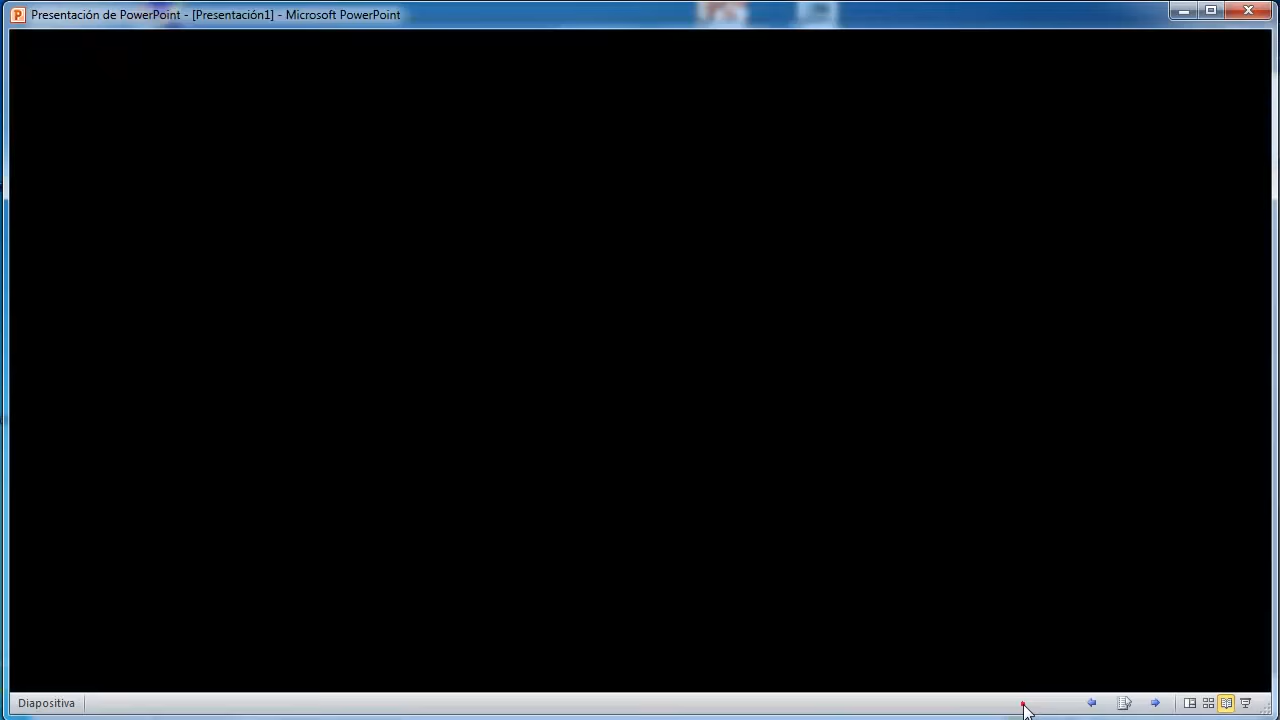 Presentación de PowerPoint - [Presentación1] - Microsoft PowerPoint
Diapositiva